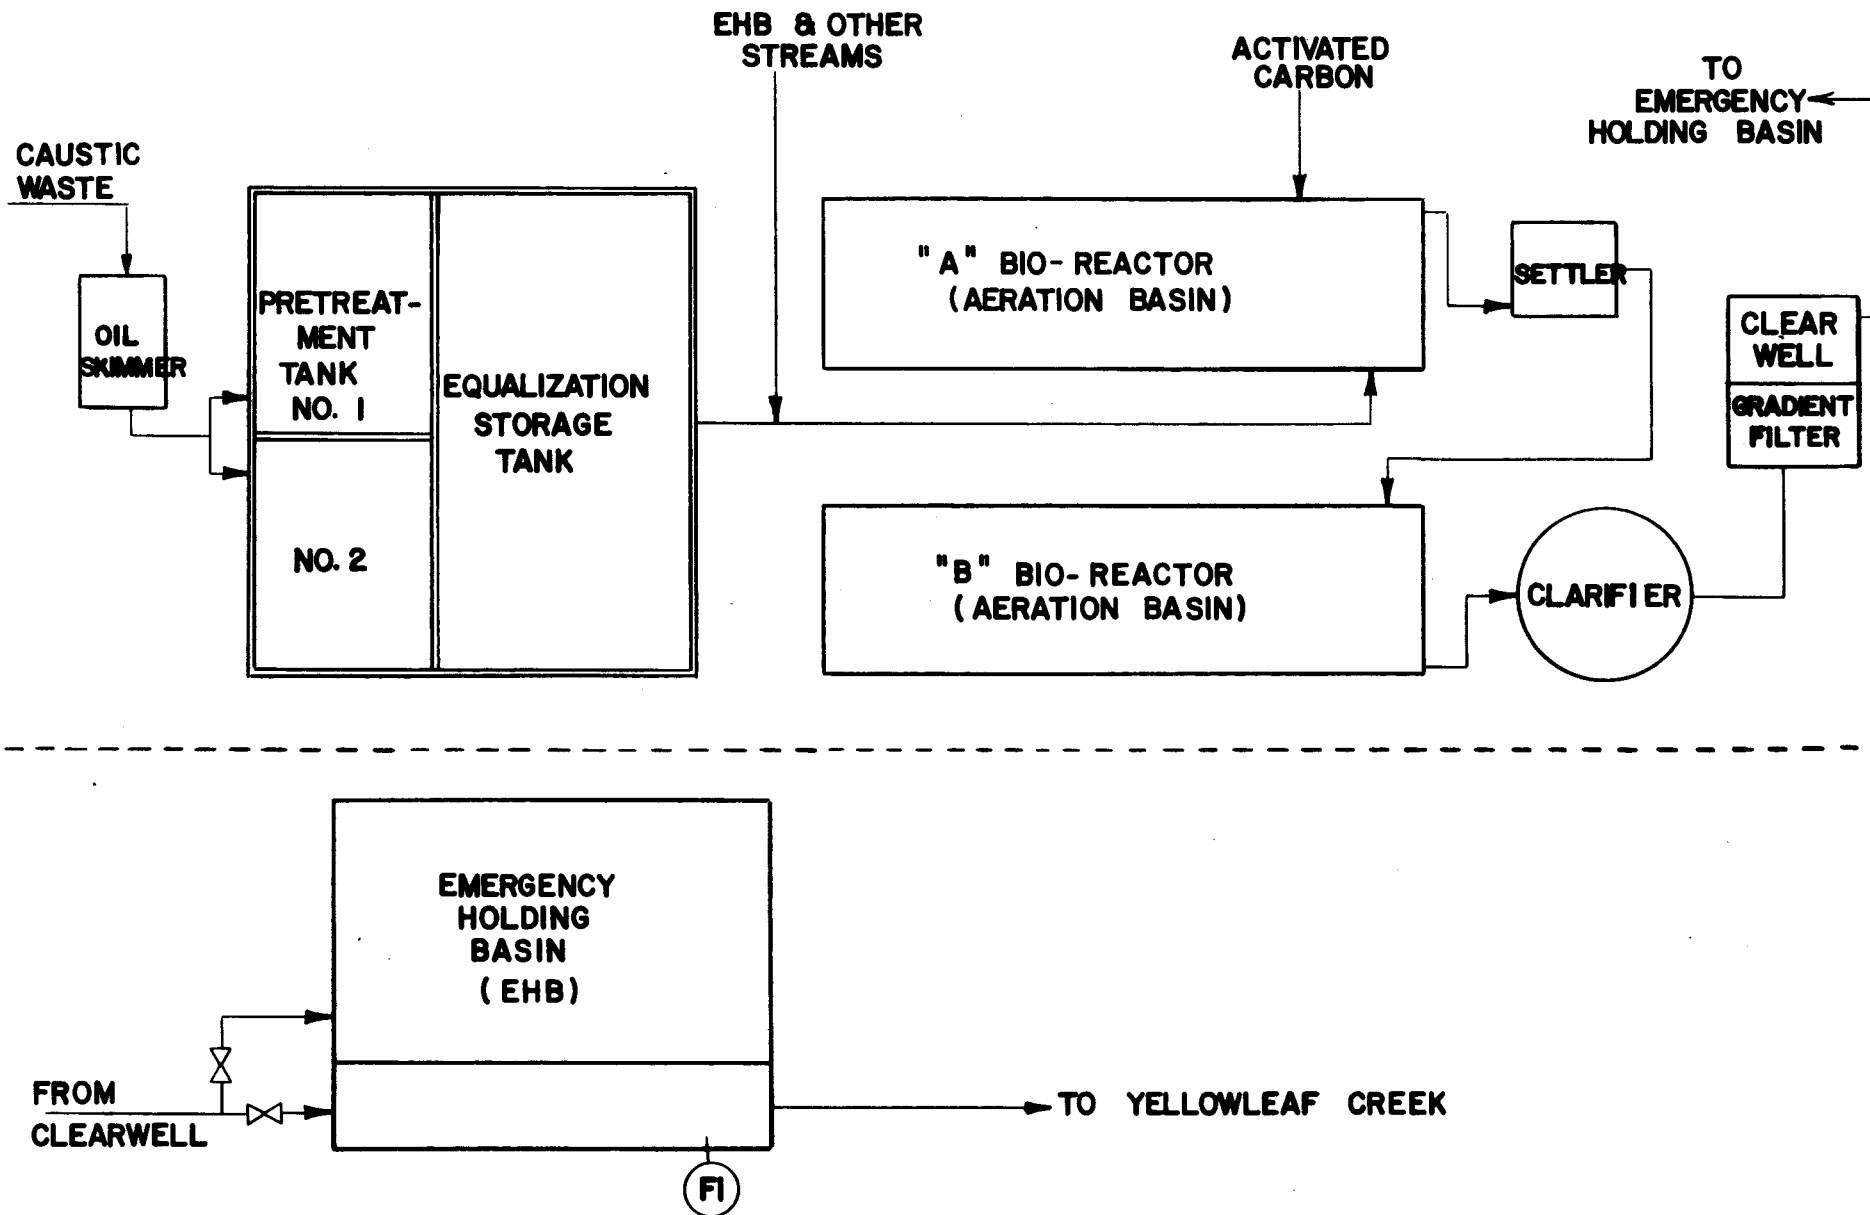 EHB & OTHER
STREAMS
ACTIVATED
CARBON
TO
EMERGENCY
HOLDING BASIN
CAUSTIC
WASTE
OIL
SKIMMER
PRETREAT-
MENT
TANK
NO. 1
NO. 2
EQUALIZATION
STORAGE
TANK
"A" BIO-REACTOR
(AERATION BASIN)
SETTLER
CLEAR
WELL
GRADIENT
FILTER
"B" BIO-REACTOR
(AERATION BASIN)
CLARIFIER
EMERGENCY
HOLDING
BASIN
(EHB)
FROM
CLEARWELL
TO YELLOWLEAF CREEK
FI